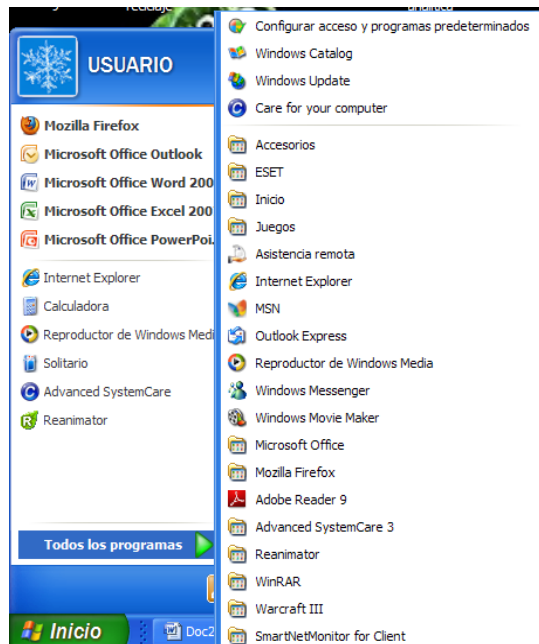 reciclaje
analitica
USUARIO
Mozilla Firefox
Microsoft Office Outlook
Microsoft Office Word 200
Microsoft Office Excel 200
Microsoft Office PowerPoi.
Internet Explorer
Calculadora
Reproductor de Windows Medi
Solitario
Advanced SystemCare
Reanimator
Todos los programas
Inicio
Doc2
Configurar acceso y programas predeterminados
Windows Catalog
Windows Update
Care for your computer
Accesorios
ESET
Inicio
Juegos
Asistencia remota
Internet Explorer
MSN
Outlook Express
Reproductor de Windows Media
Windows Messenger
Windows Movie Maker
Microsoft Office
Mozilla Firefox
Adobe Reader 9
Advanced SystemCare 3
Reanimator
WinRAR
Warcraft III
SmartNetMonitor for Client